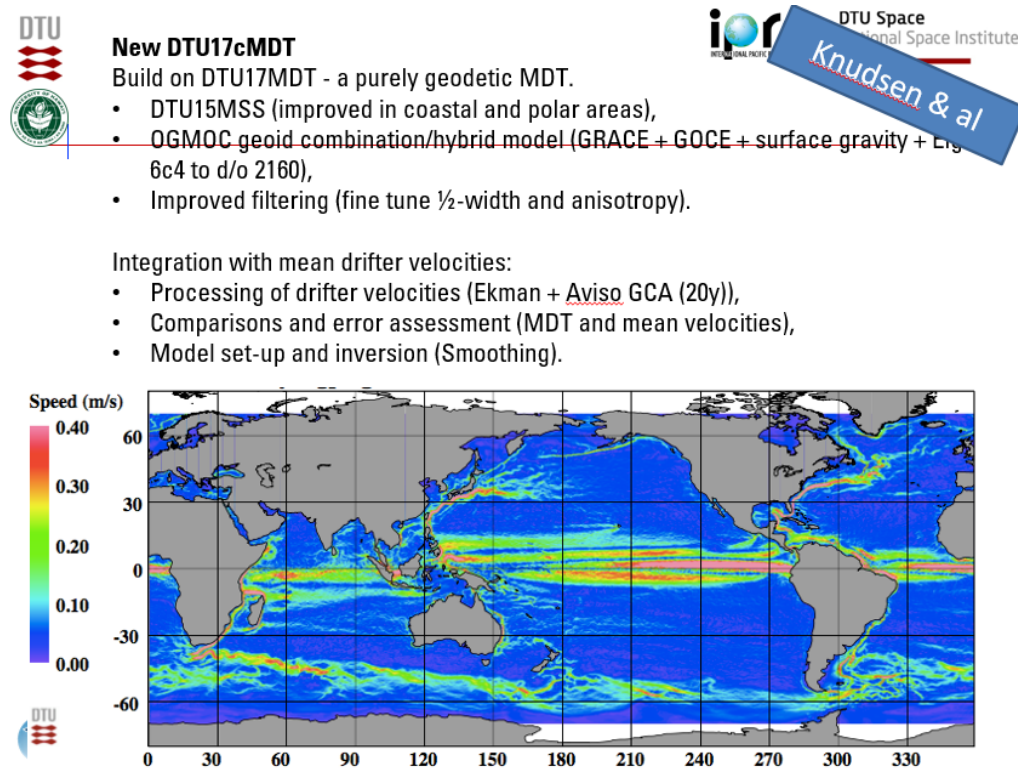 DTU
New DTU17cMDT
Build on DTU17MDT - a purely geodetic MDT.
• DTU15MSS (improved in coastal and polar areas),
• OGMOC geoid combination/hybrid model (GRACE + GOCE + surface gravity +
6c4 to d/o 2160),
• Improved filtering (fine tune ½-width and anisotropy).
Integration with mean drifter velocities:
• Processing of drifter velocities (Ekman + Aviso GCA (20y)),
• Comparisons and error assessment (MDT and mean velocities),
• Model set-up and inversion (Smoothing).
iprc
INTERNATIONAL PACIFIC
DTU Space
Space Institute
Knudsen & al
Speed (m/s)
0.40
0.30
0.20
0.10
0.00
60
30
0
-30
-60
0 30 60 90 120 150 180 210 240 270 300 330
DTU